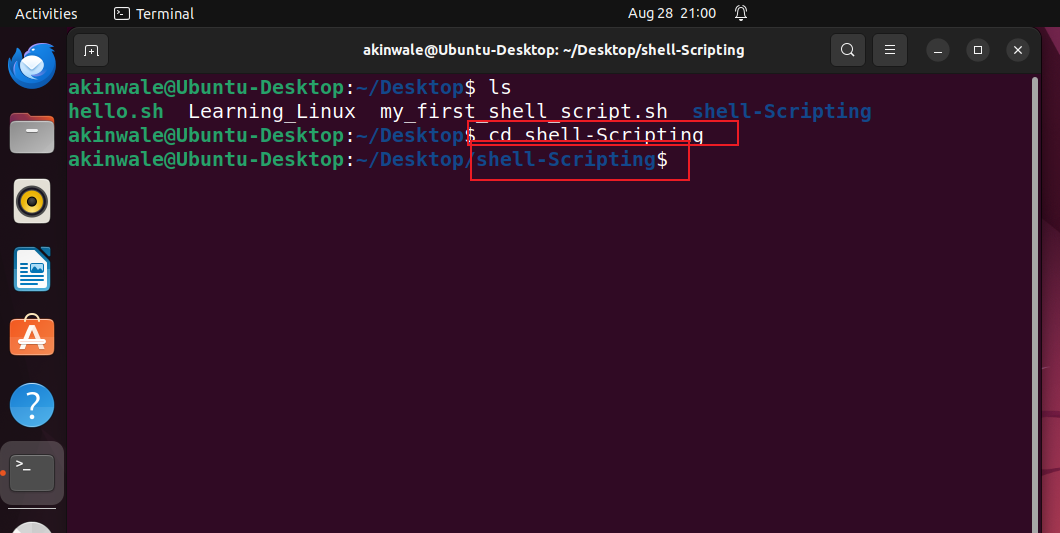 Activities Terminal Aug 28 21:00
akinwale@Ubuntu-Desktop: ~/Desktop/shell-Scripting
akinwale@Ubuntu-Desktop:~/Desktop$ ls
hello.sh Learning_Linux my_first_shell_script.sh shell-Scripting
akinwale@Ubuntu-Desktop:~/Desktop$ cd shell-Scripting
akinwale@Ubuntu-Desktop:~/Desktop/shell-Scripting$